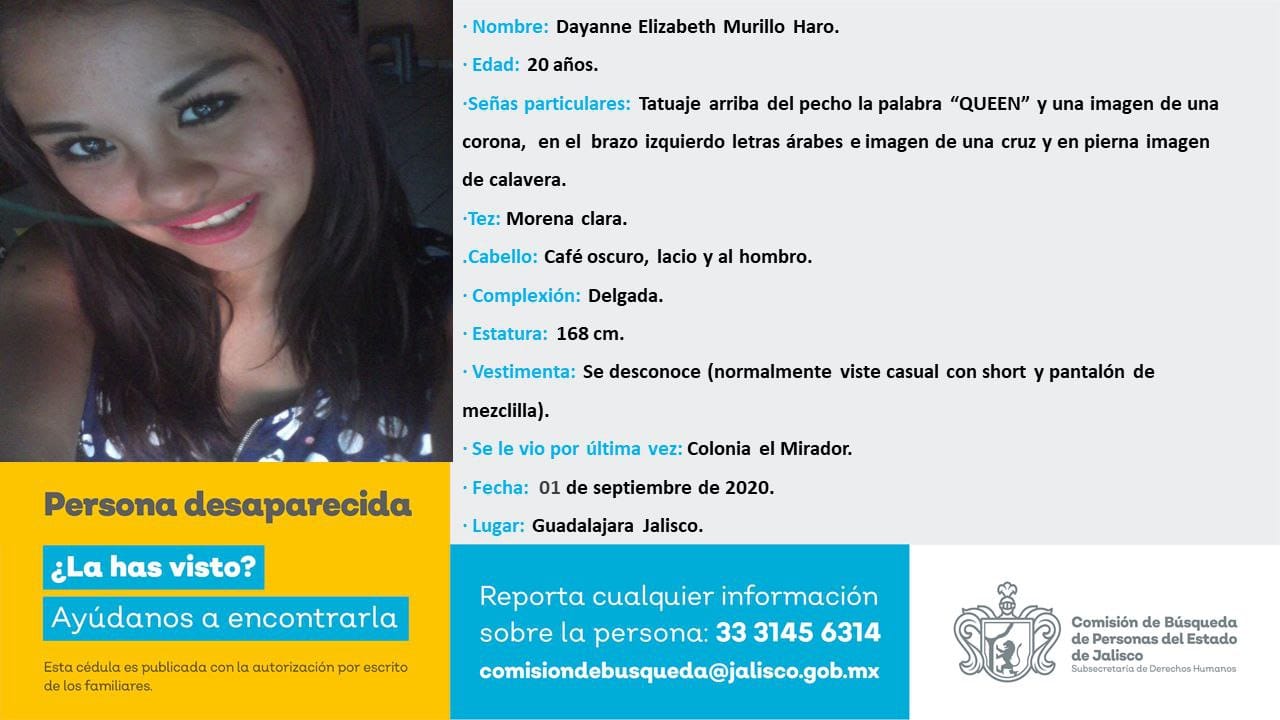 · Nombre: Dayanne Elizabeth Murillo Haro.
· Edad: 20 años.
·Señas particulares: Tatuaje arriba del pecho la palabra “QUEEN” y una imagen de una
corona, en el brazo izquierdo letras árabes e imagen de una cruz y en pierna imagen
de calavera.
·Tez: Morena clara.
.Cabello: Café oscuro, lacio y al hombro.
· Complexión: Delgada.
· Estatura: 168 cm.
· Vestimenta: Se desconoce (normalmente viste casual con short y pantalón de
mezclilla).
· Se le vio por última vez: Colonia el Mirador.
· Fecha: 01 de septiembre de 2020.
· Lugar: Guadalajara Jalisco.
Persona desaparecida
¿La has visto?
Ayúdanos a encontrarla
Esta cédula es publicada con la autorización por escrito
de los familiares.
Reporta cualquier información
sobre la persona: 33 3145 6314
comisiondebusqueda@jalisco.gob.mx
Comisión de Búsqueda
de Personas del Estado
de Jalisco
Subsecretaría de Derechos Humanos